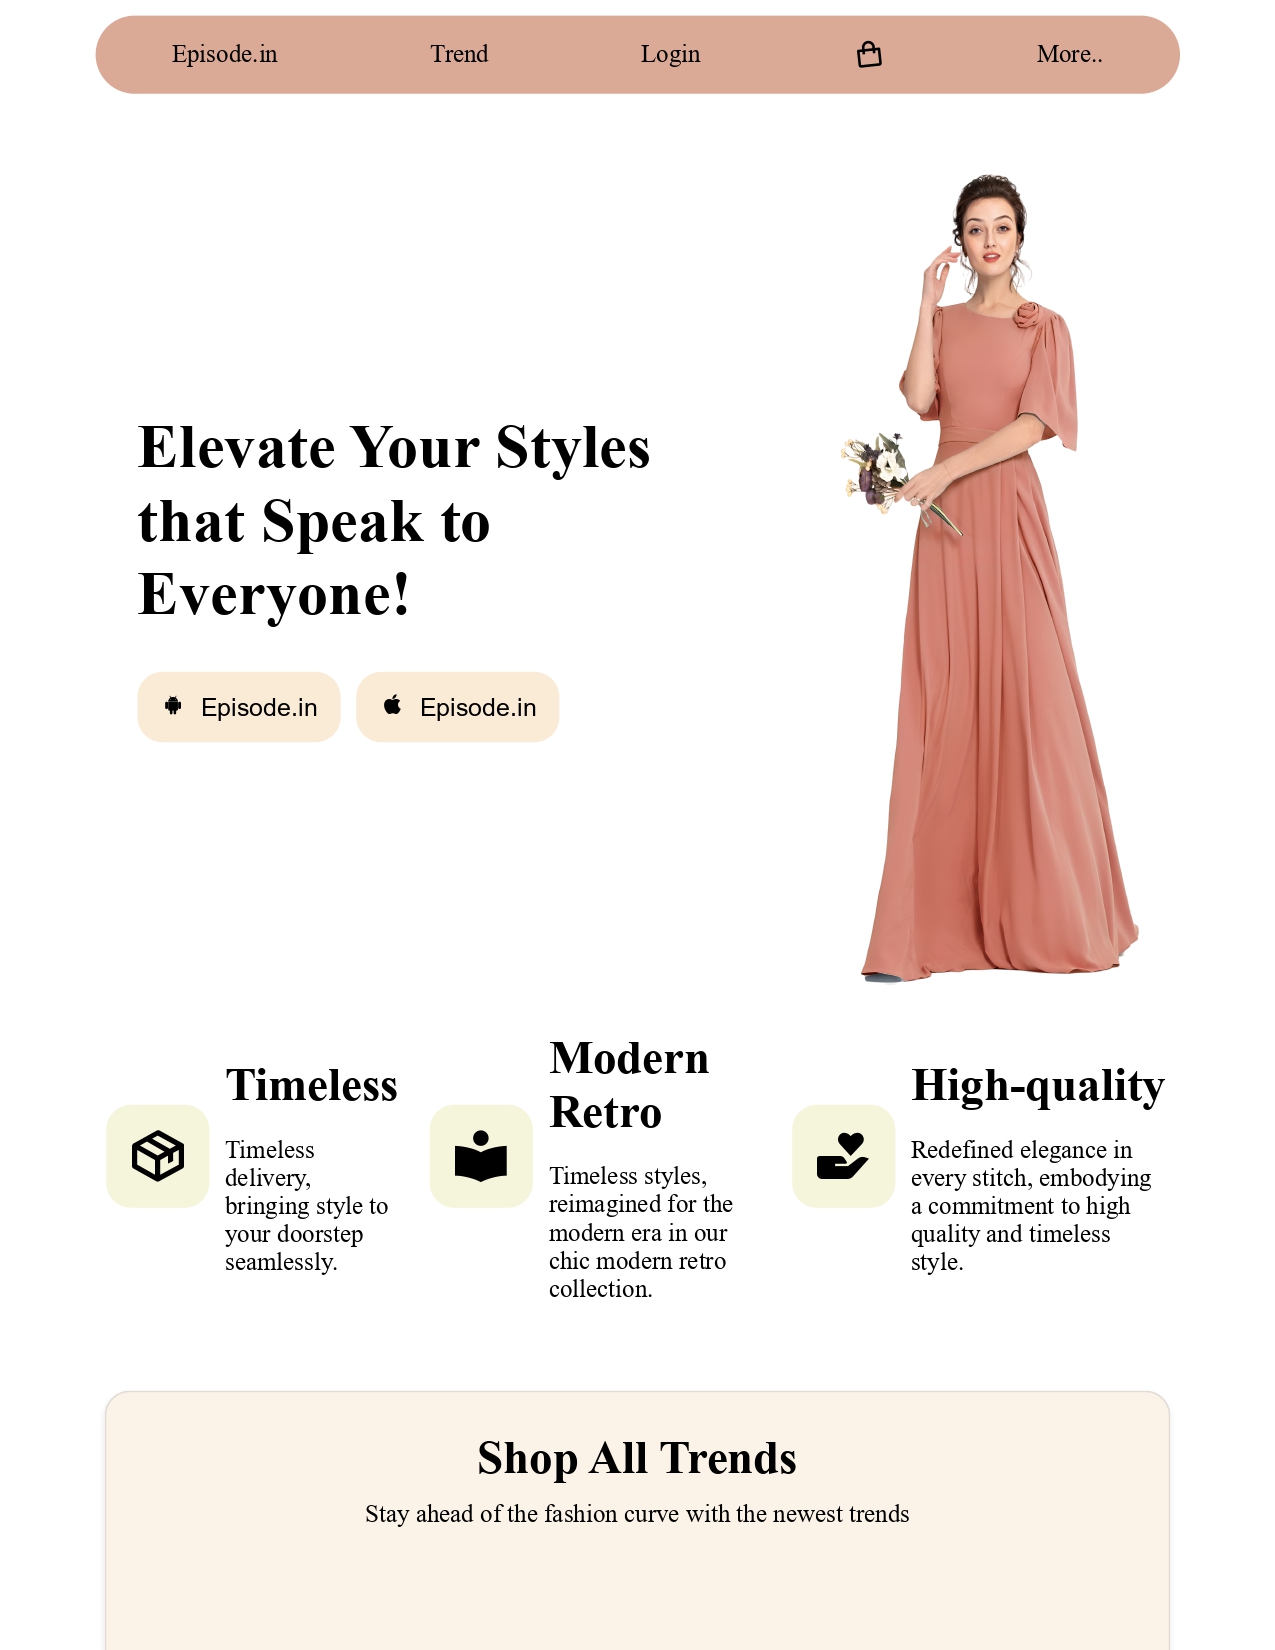 Episode.in Trend Login More..
Elevate Your Styles
that Speak to
Everyone!
Episode.in Episode.in
Timeless
Timeless
delivery,
bringing style to
your doorstep
seamlessly.
Modern
Retro
Timeless styles,
reimagined for the
modern era in our
chic modern retro
collection.
High-quality
Redefined elegance in
every stitch, embodying
a commitment to high
quality and timeless
style.
Shop All Trends
Stay ahead of the fashion curve with the newest trends